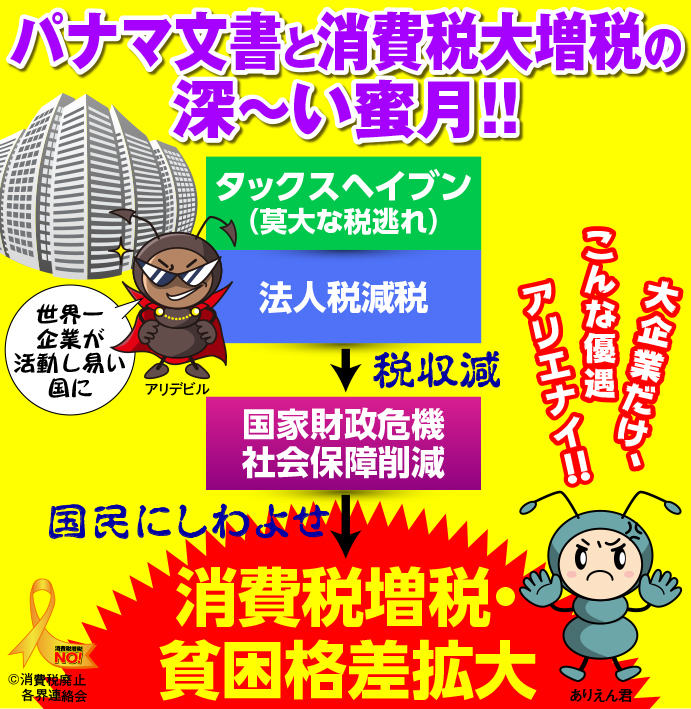 パナマ文書と消費税大増税の
深〜い蜜月!!
タックスヘイブン
（莫大な税逃れ）
法人税減税
世界一
企業が
活動し易い
国に
アリデビル
税収減
大企業だけ、
こんな優遇
アリエナイ!!
国家財政危機
社会保障削減
国民にしわよせ
消費税増税・
貧困格差拡大
消費税増税
NO!
©消費税廃止
各界連絡会
ありえん君